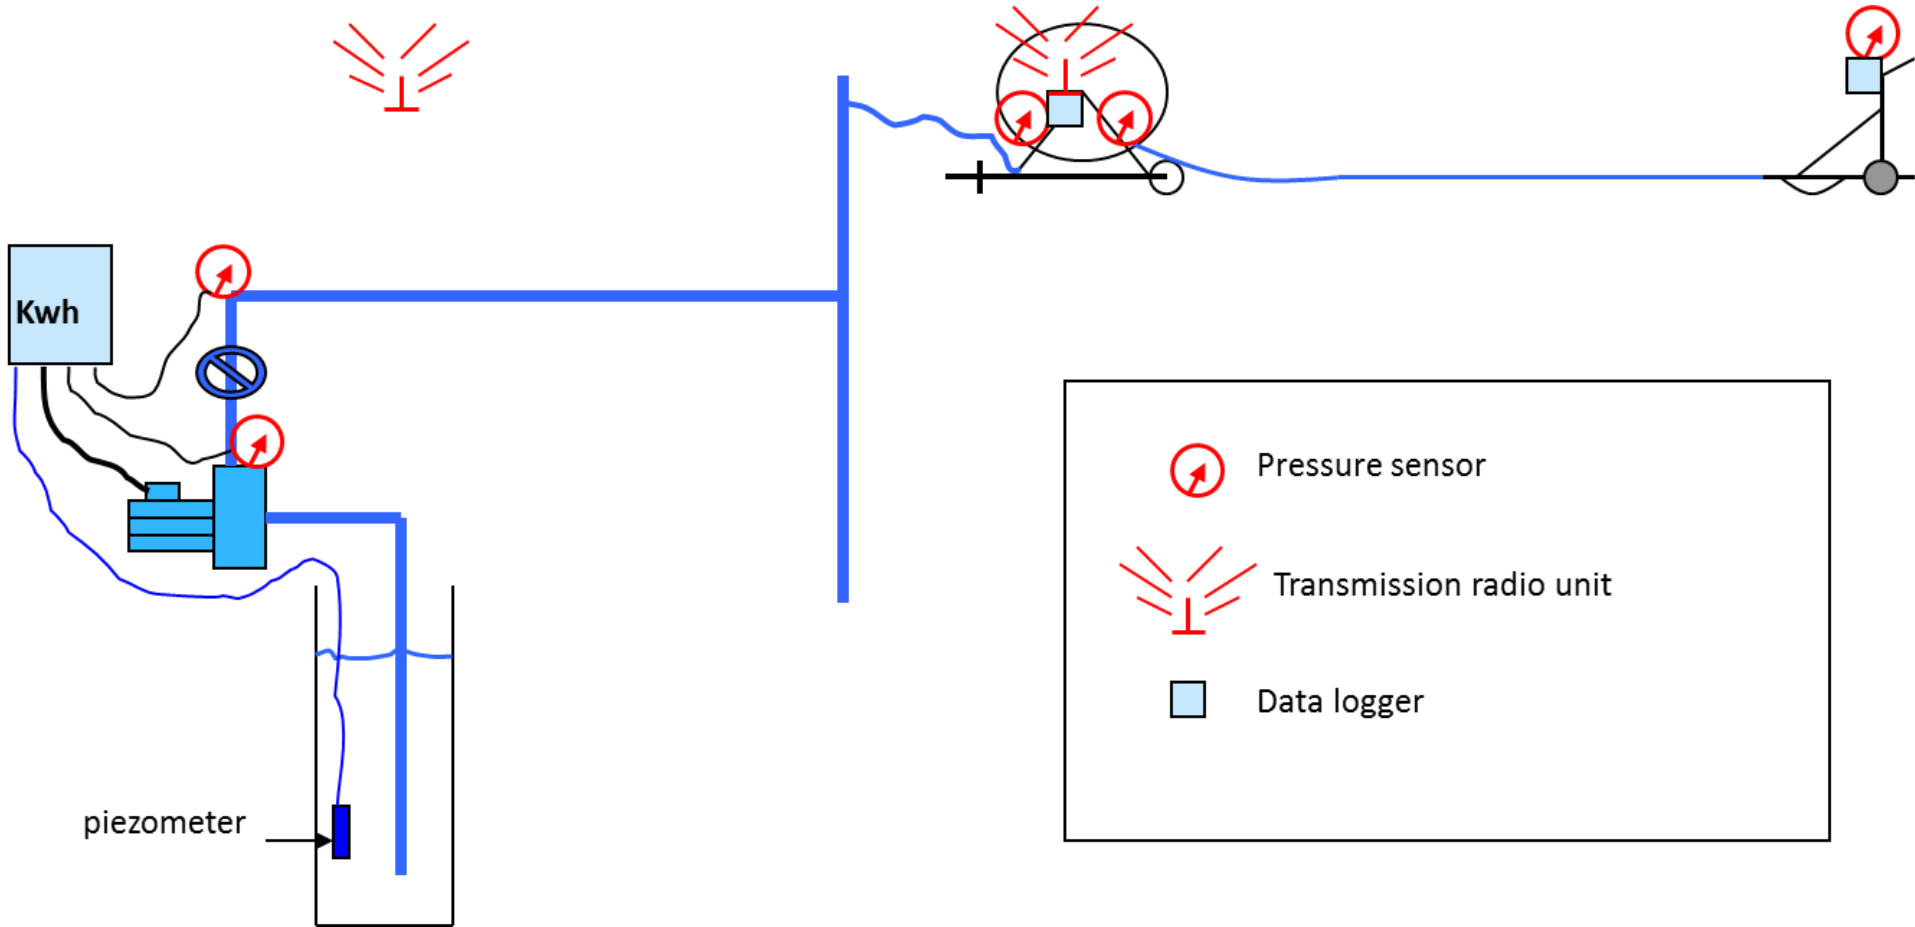 Kwh
Pressure sensor
Transmission radio unit
Data logger
piezometer